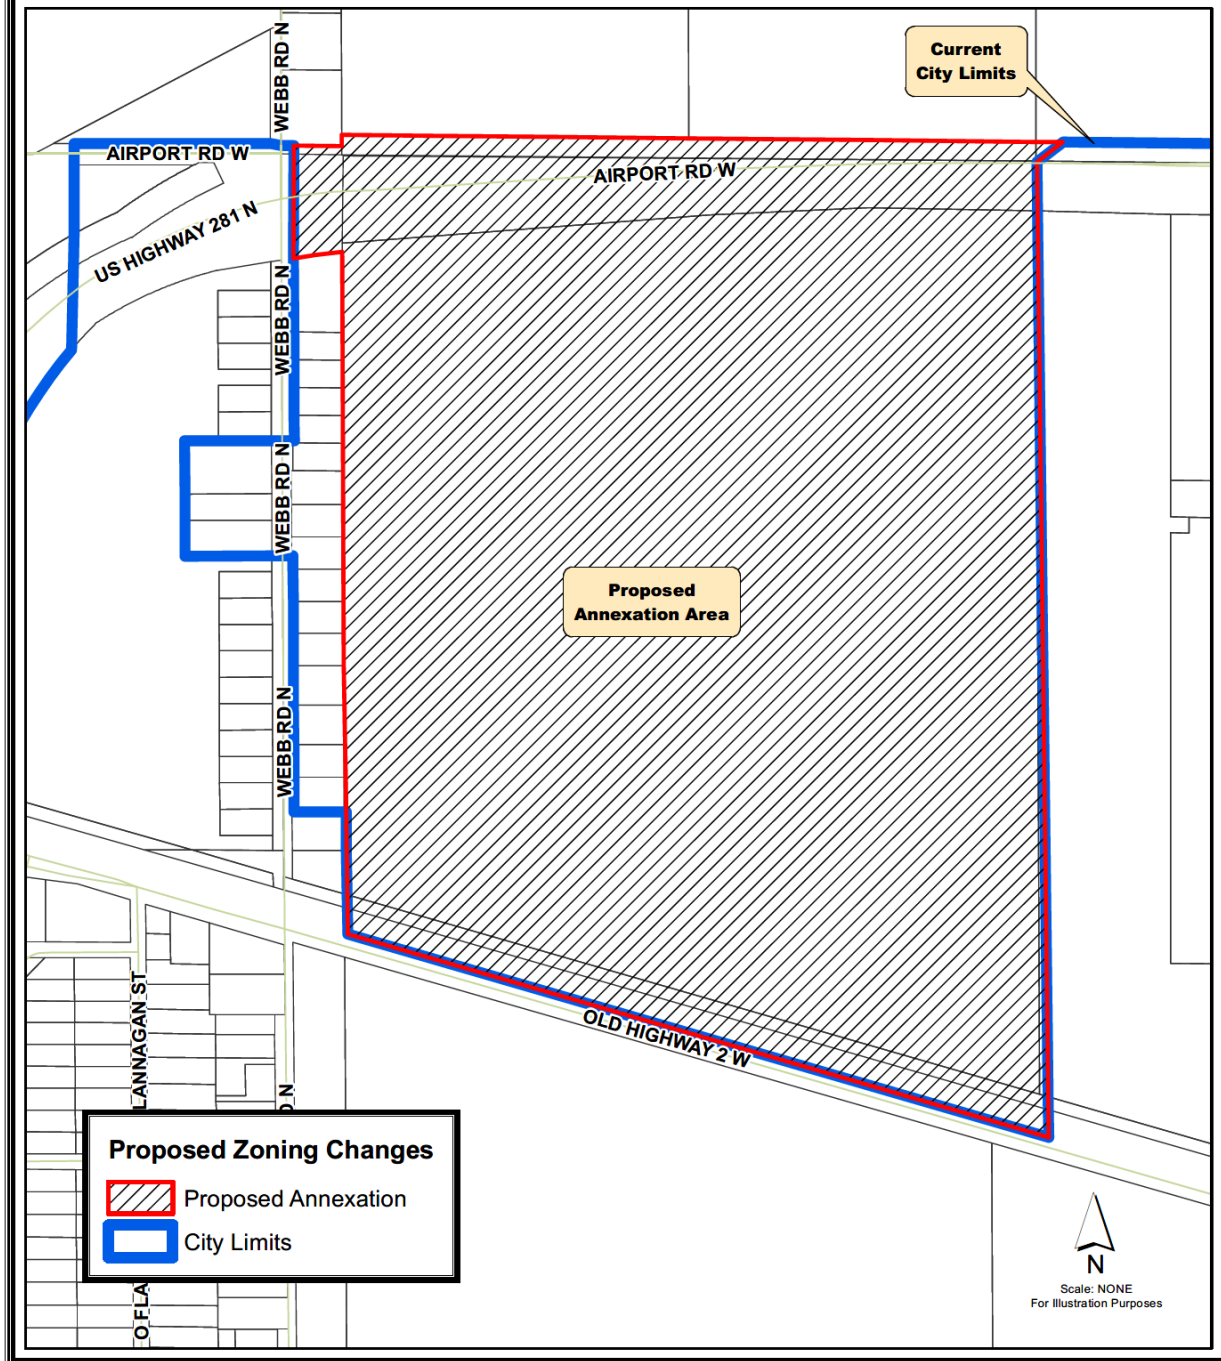 WEBB RD N
Current
City Limits
AIRPORT RD W
AIRPORT RD W
US HIGHWAY 281 N
WEBB RD N
WEBB RD N
Proposed
Annexation Area
WEBB RD N
OLD HIGHWAY 2 W
LANNAGAN ST
D N
O FLA
Proposed Zoning Changes
Proposed Annexation
City Limits
N
Scale: NONE
For Illustration Purposes